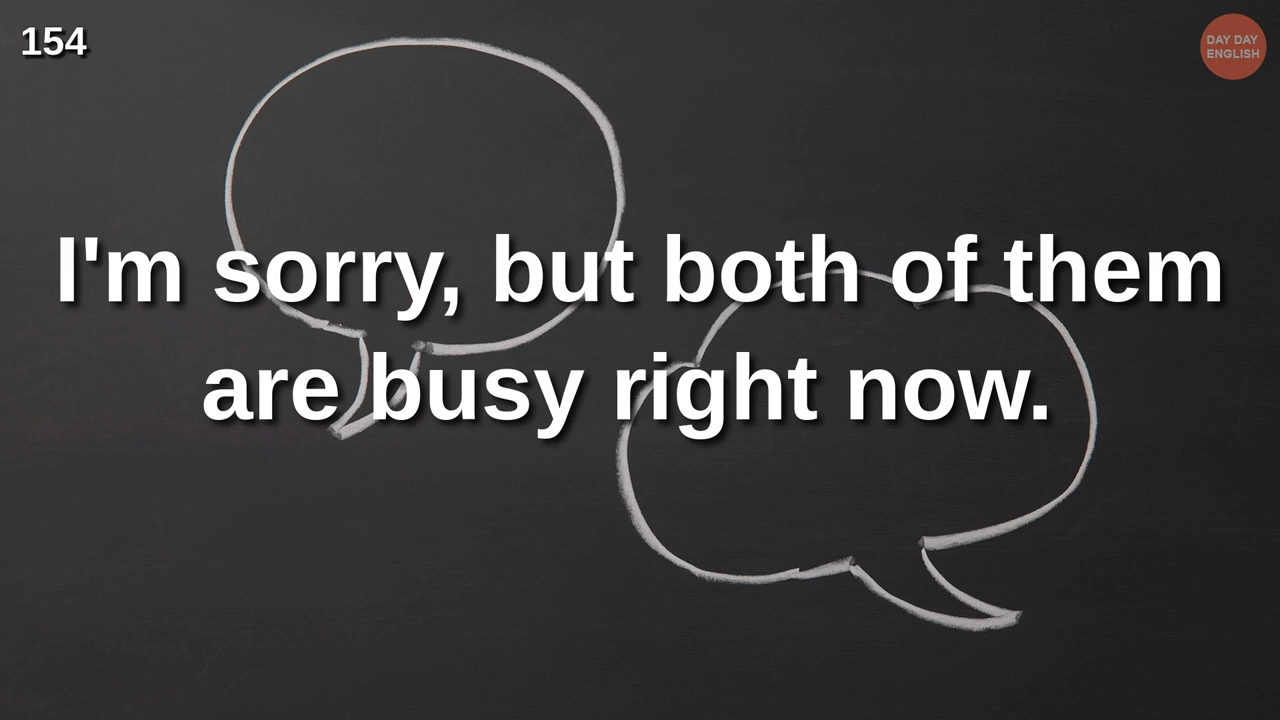 154
DAY DAY
ENGLISH
I'm sorry, but both of them
are busy right now.